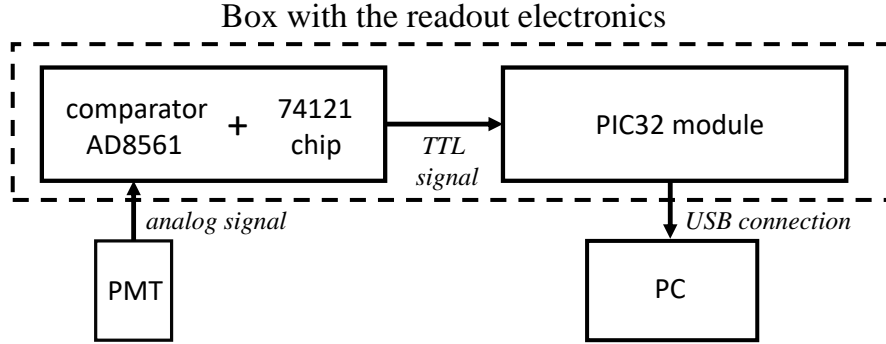 Box with the readout electronics
comparator
AD8561
+
74121
chip
TTL
signal
PIC32 module
analog signal
USB connection
PMT
PC